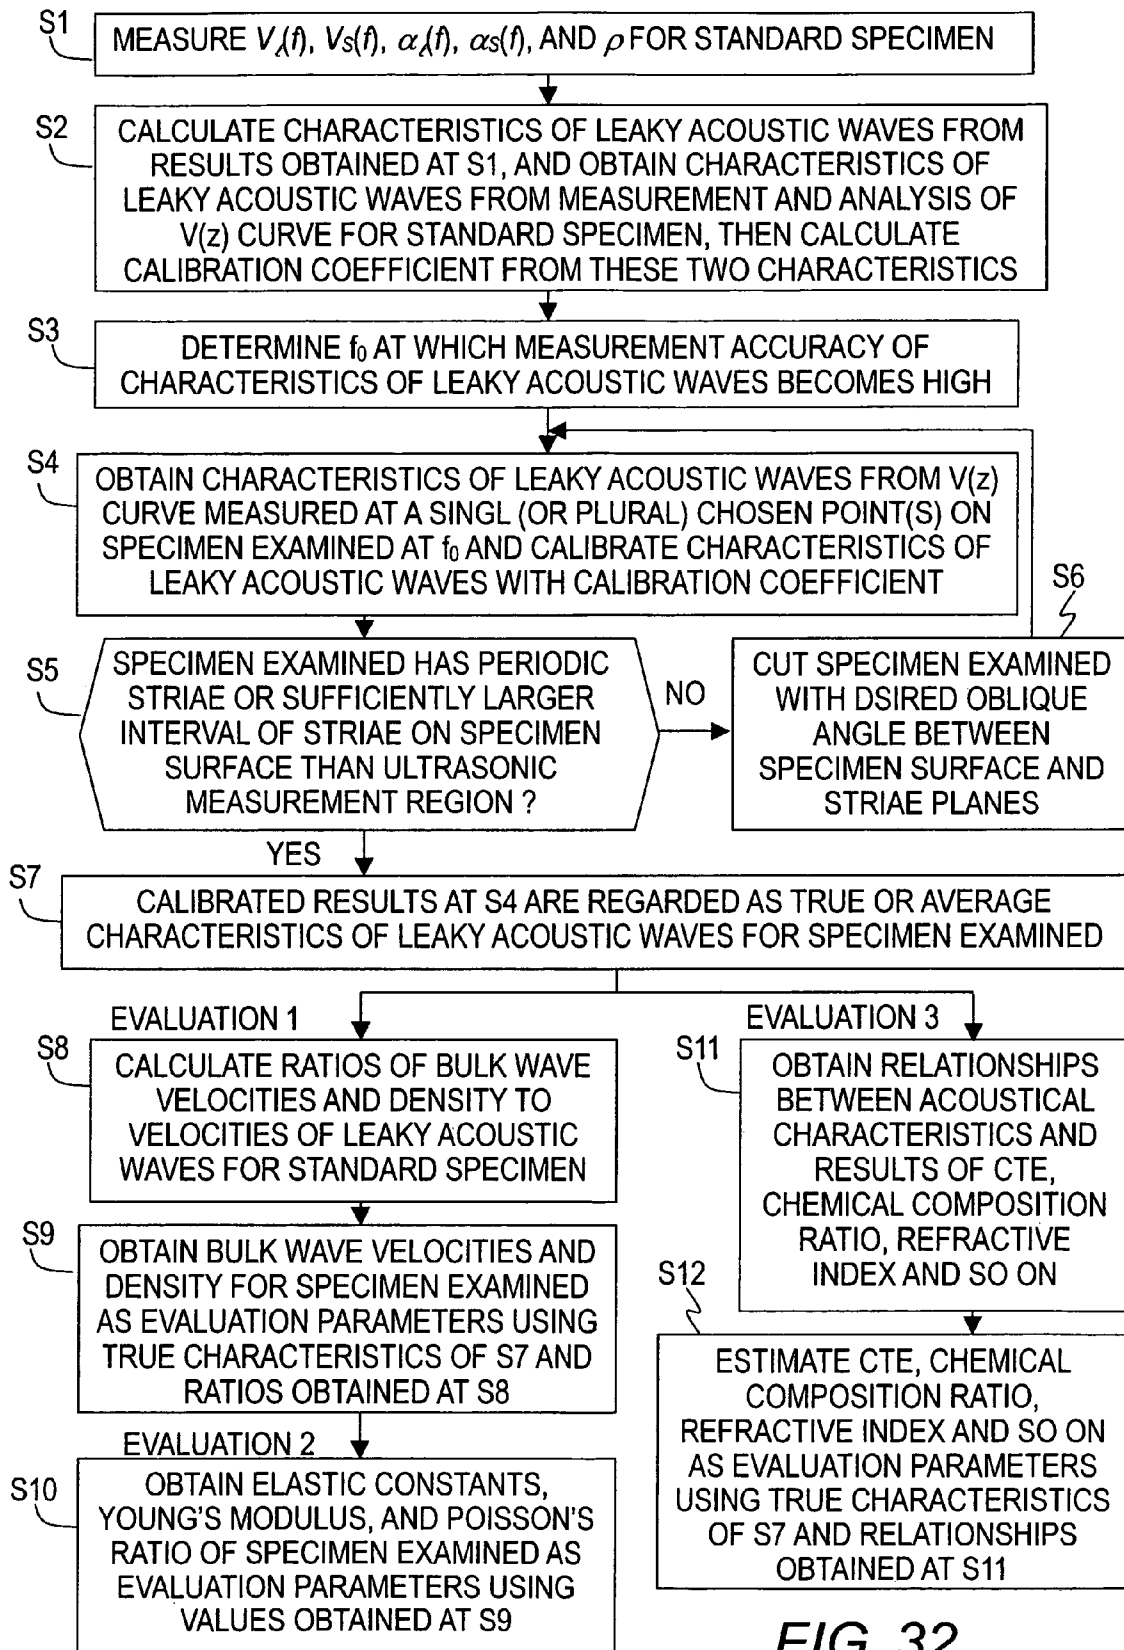 S1
MEASURE Vℓ(f), VS(f), αℓ(f), αS(f), AND ρ FOR STANDARD SPECIMEN
S2
CALCULATE CHARACTERISTICS OF LEAKY ACOUSTIC WAVES FROM
RESULTS OBTAINED AT S1, AND OBTAIN CHARACTERISTICS OF
LEAKY ACOUSTIC WAVES FROM MEASUREMENT AND ANALYSIS OF
V(z) CURVE FOR STANDARD SPECIMEN, THEN CALCULATE
CALIBRATION COEFFICIENT FROM THESE TWO CHARACTERISTICS
S3
DETERMINE f₀ AT WHICH MEASUREMENT ACCURACY OF
CHARACTERISTICS OF LEAKY ACOUSTIC WAVES BECOMES HIGH
S4
OBTAIN CHARACTERISTICS OF LEAKY ACOUSTIC WAVES FROM V(z)
CURVE MEASURED AT A SINGL (OR PLURAL) CHOSEN POINT(S) ON
SPECIMEN EXAMINED AT f₀ AND CALIBRATE CHARACTERISTICS OF
LEAKY ACOUSTIC WAVES WITH CALIBRATION COEFFICIENT
S5
SPECIMEN EXAMINED HAS PERIODIC
STRIAE OR SUFFICIENTLY LARGER
INTERVAL OF STRIAE ON SPECIMEN
SURFACE THAN ULTRASONIC
MEASUREMENT REGION ?
NO
S6
CUT SPECIMEN EXAMINED
WITH DSIRED OBLIQUE
ANGLE BETWEEN
SPECIMEN SURFACE AND
STRIAE PLANES
YES
S7
CALIBRATED RESULTS AT S4 ARE REGARDED AS TRUE OR AVERAGE
CHARACTERISTICS OF LEAKY ACOUSTIC WAVES FOR SPECIMEN EXAMINED
EVALUATION 1
S8
CALCULATE RATIOS OF BULK WAVE
VELOCITIES AND DENSITY TO
VELOCITIES OF LEAKY ACOUSTIC
WAVES FOR STANDARD SPECIMEN
S9
OBTAIN BULK WAVE VELOCITIES AND
DENSITY FOR SPECIMEN EXAMINED
AS EVALUATION PARAMETERS USING
TRUE CHARACTERISTICS OF S7 AND
RATIOS OBTAINED AT S8
EVALUATION 2
S10
OBTAIN ELASTIC CONSTANTS,
YOUNG'S MODULUS, AND POISSON'S
RATIO OF SPECIMEN EXAMINED AS
EVALUATION PARAMETERS USING
VALUES OBTAINED AT S9
EVALUATION 3
S11
OBTAIN RELATIONSHIPS
BETWEEN ACOUSTICAL
CHARACTERISTICS AND
RESULTS OF CTE,
CHEMICAL COMPOSITION
RATIO, REFRACTIVE
INDEX AND SO ON
S12
ESTIMATE CTE, CHEMICAL
COMPOSITION RATIO,
REFRACTIVE INDEX AND SO ON
AS EVALUATION PARAMETERS
USING TRUE CHARACTERISTICS
OF S7 AND RELATIONSHIPS
OBTAINED AT S11
FIG. 32